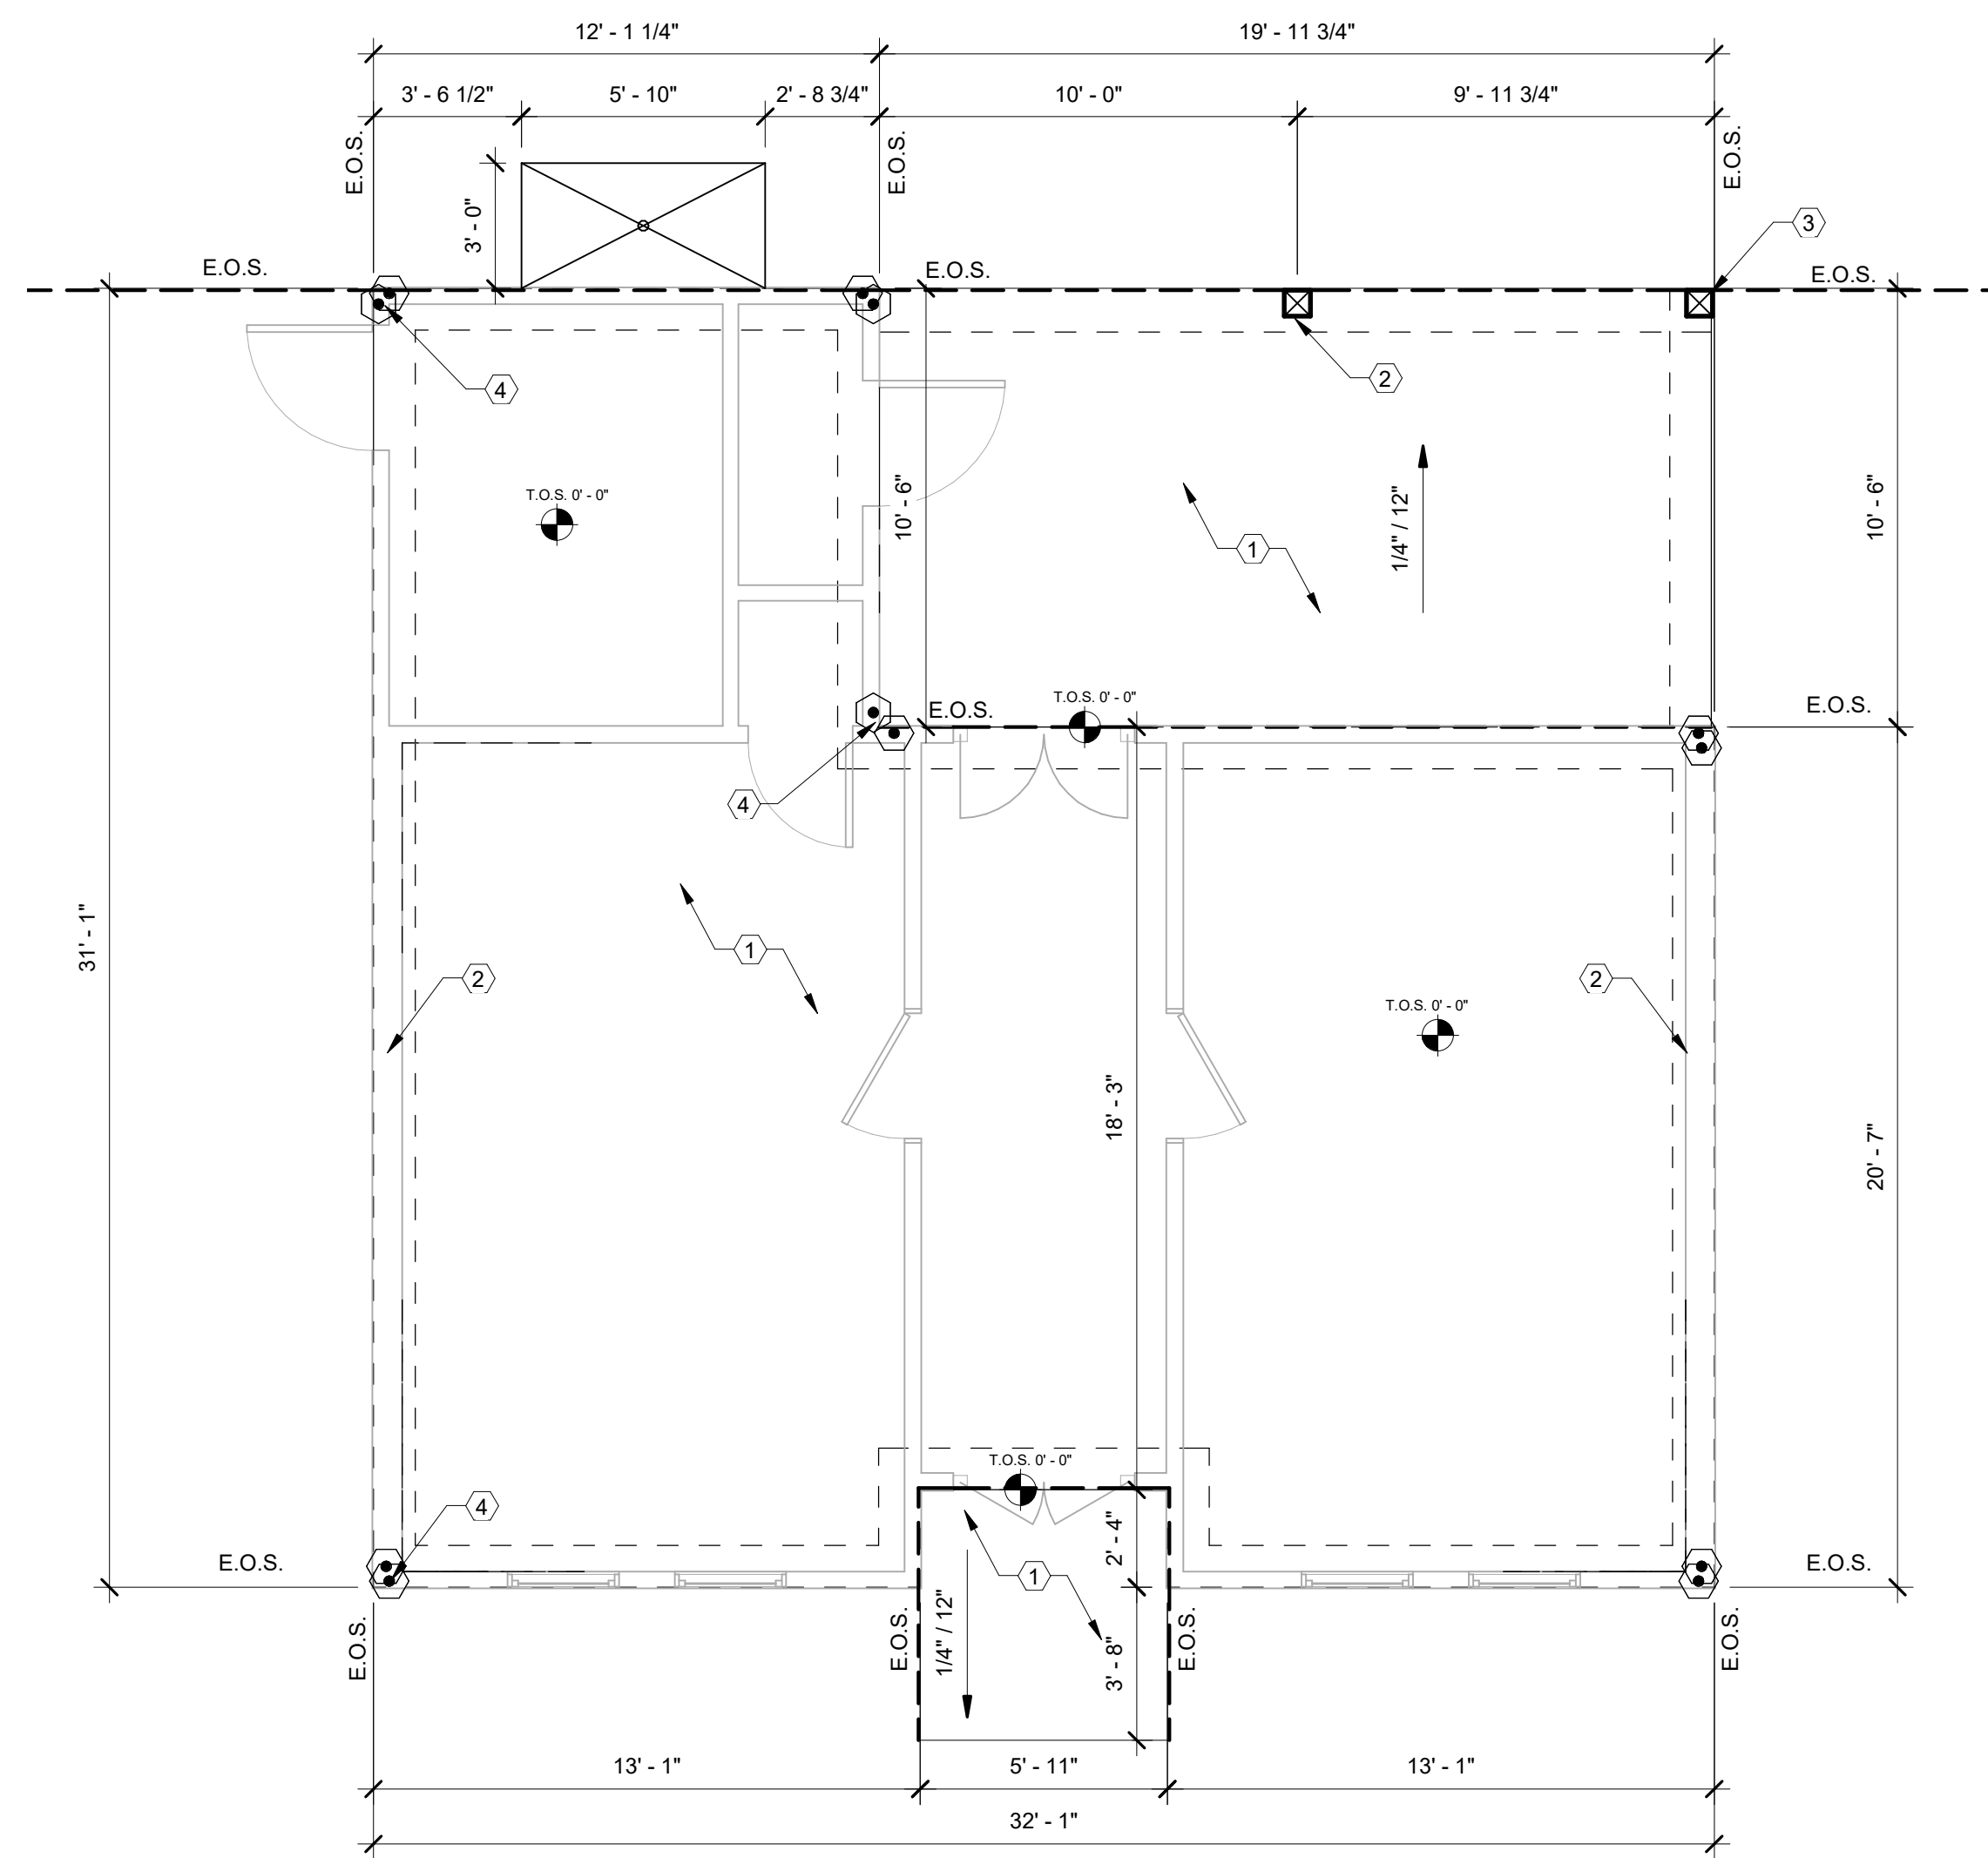 12' - 1 1/4"
19' - 11 3/4"
3' - 6 1/2"
5' - 10"
2' - 8 3/4"
10' - 0"
9' - 11 3/4"
E.O.S.
E.O.S.
E.O.S.
3' - 0"
3
E.O.S.
E.O.S.
E.O.S.
4
2
T.O.S. 0' - 0"
10' - 6"
1
1/4" / 12"
10' - 6"
T.O.S. 0' - 0"
E.O.S.
E.O.S.
4
31' - 1"
1
2
2
T.O.S. 0' - 0"
18' - 3"
20' - 7"
T.O.S. 0' - 0"
4
2' - 4"
E.O.S.
1
E.O.S.
E.O.S.
E.O.S.
1/4" / 12"
3' - 8"
E.O.S.
E.O.S.
13' - 1"
5' - 11"
13' - 1"
32' - 1"